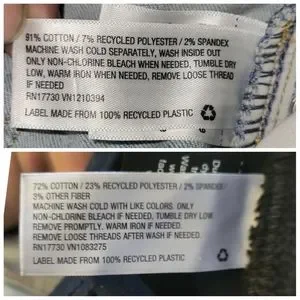 91% COTTON / 7% RECYCLED POLYESTER / 2% SPANDEX
MACHINE WASH COLD SEPARATELY, WASH INSIDE OUT
ONLY NON-CHLORINE BLEACH WHEN NEEDED, TUMBLE DRY
LOW, WARM IRON WHEN NEEDED, REMOVE LOOSE THREAD
IF NEEDED
RN17730 VN1210394
LABEL MADE FROM 100% RECYCLED PLASTIC
72% COTTON / 23% RECYCLED POLYESTER / 2% SPANDEX
3% OTHER FIBER
MACHINE WASH COLD WITH LIKE COLORS. ONLY
NON-CHLORINE BLEACH IF NEEDED. TUMBLE DRY LOW
REMOVE PROMPTLY. WARM IRON IF NEEDED.
REMOVE LOOSE THREADS AFTER WASH IF NEEDED.
RN17730 VN1083275
LABEL MADE FROM 100% RECYCLED PLASTIC